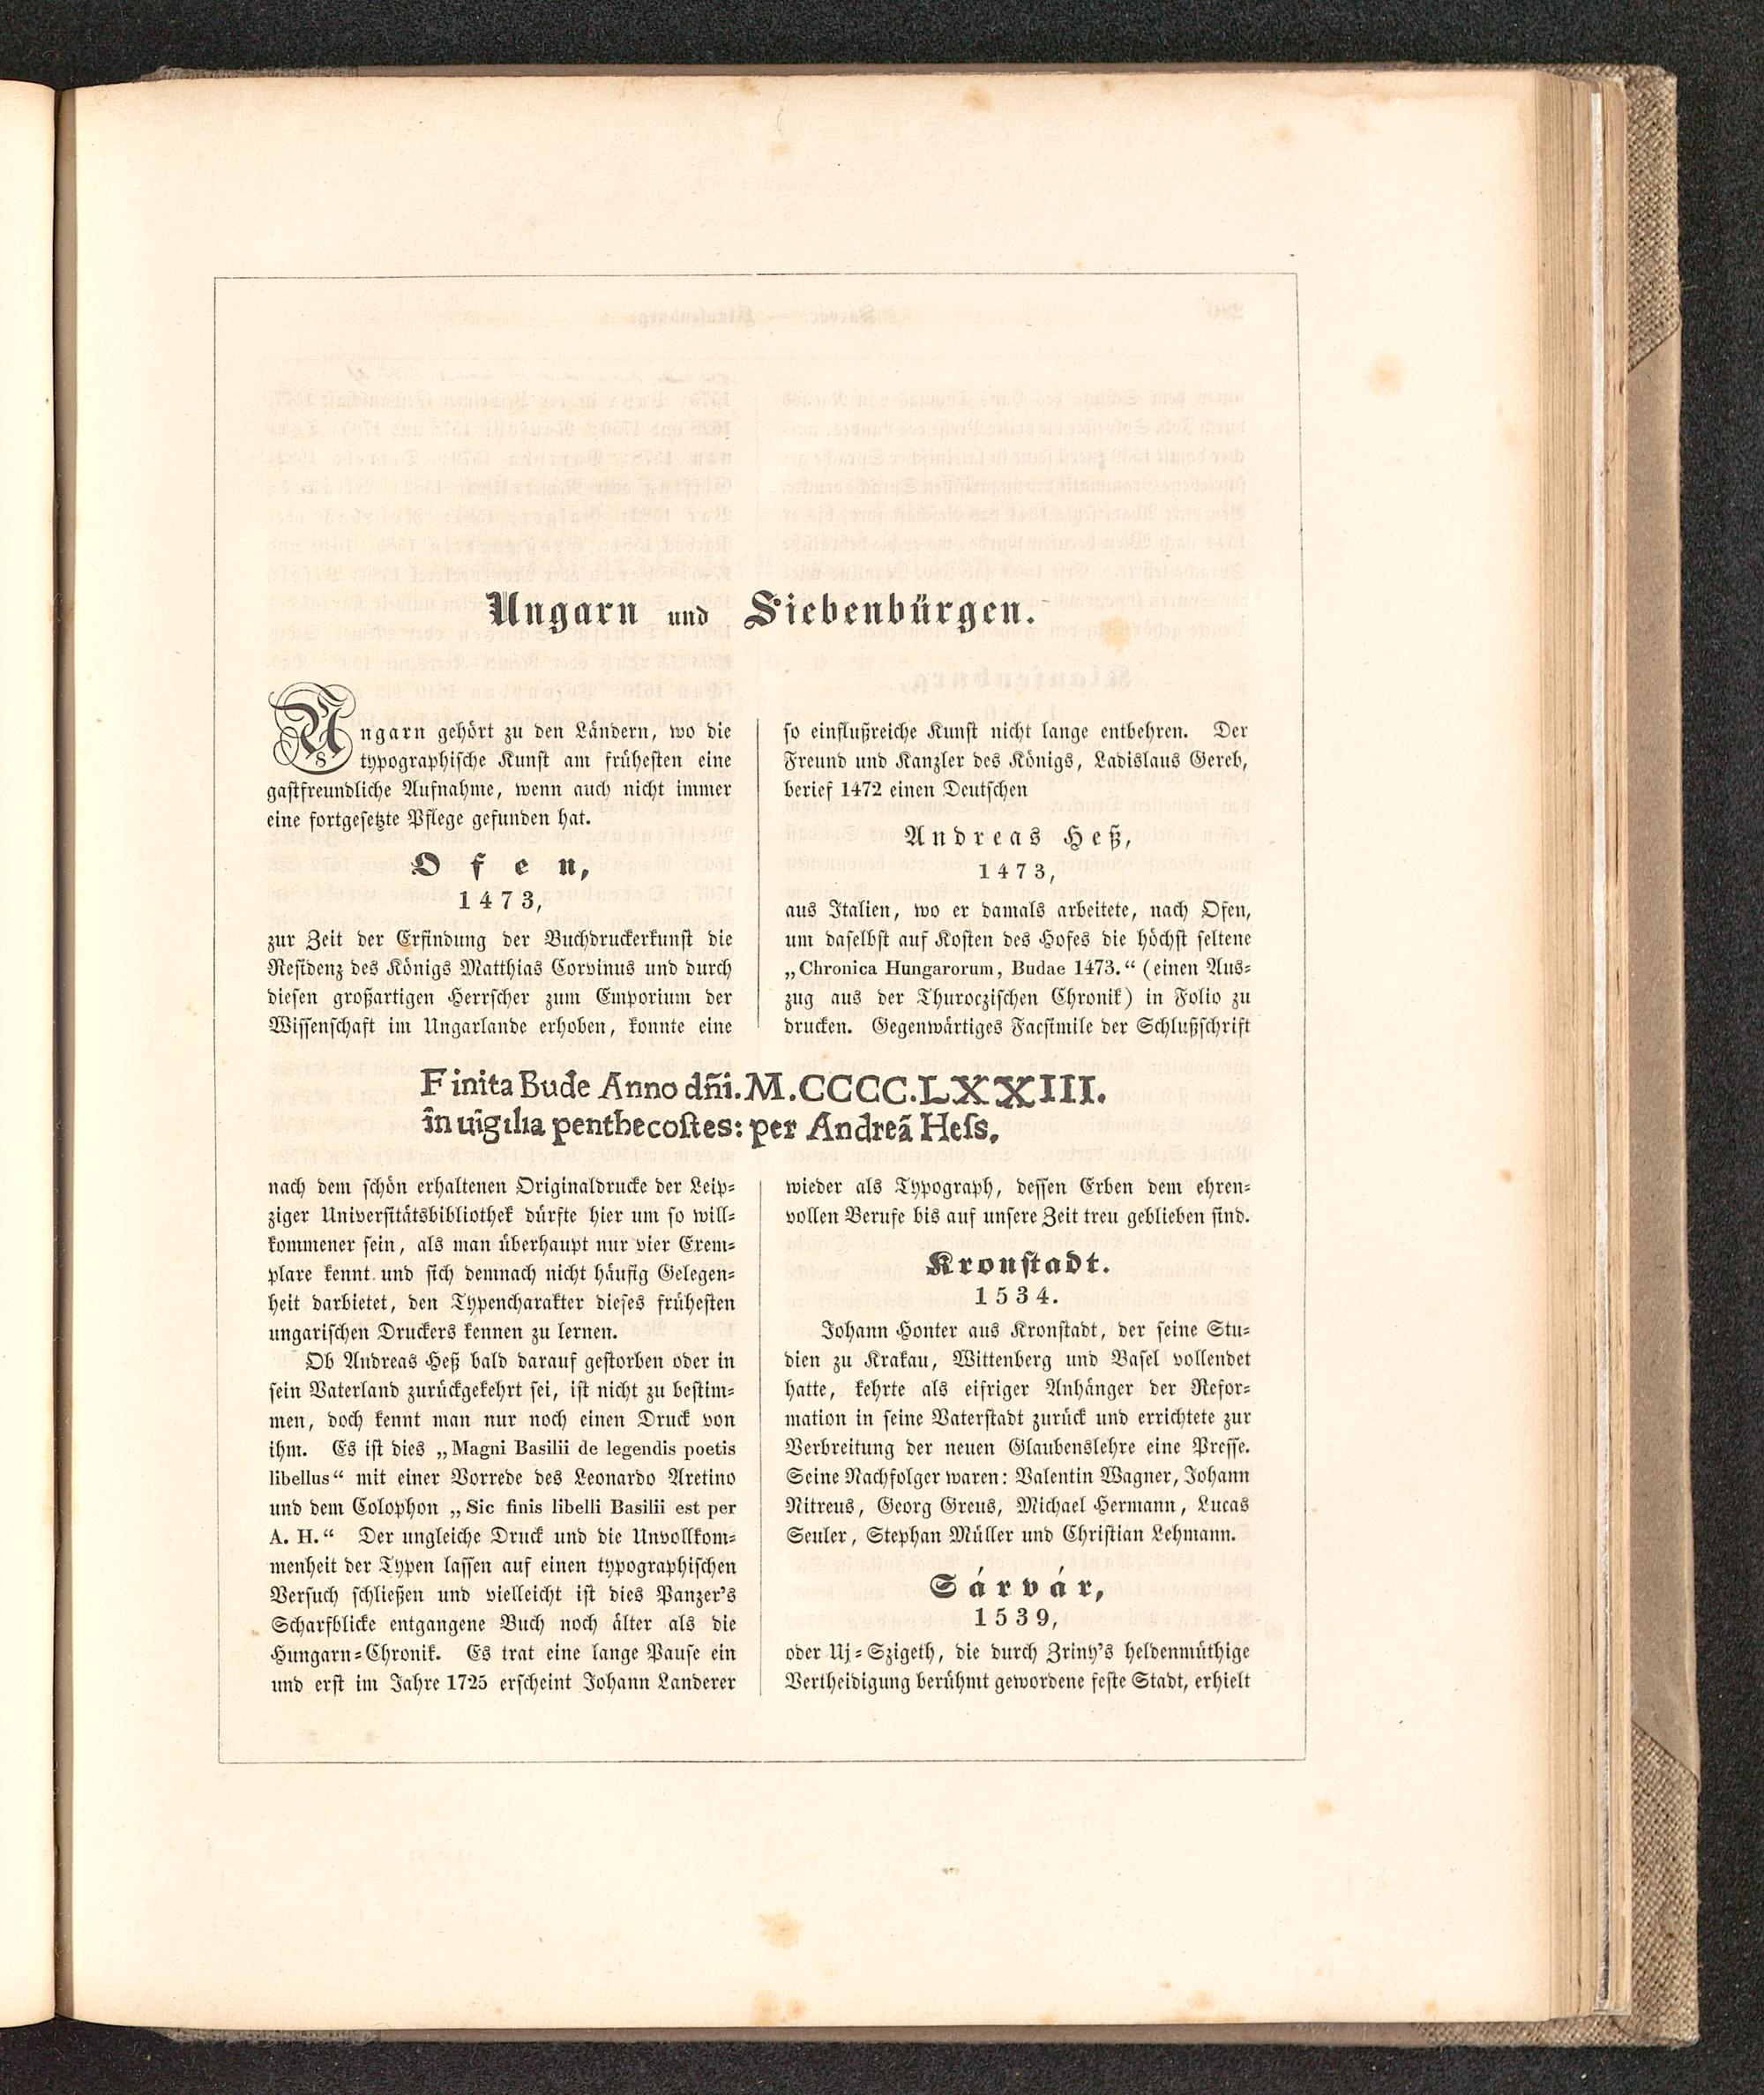 Ungarn und Siebenbürgen.
Ungarn gehört zu den Ländern, wo die
typographische Kunst am frühesten eine
gastfreundliche Aufnahme, wenn auch nicht immer
eine fortgesetzte Pflege gefunden hat.
Ofen,
1473,
zur Zeit der Erfindung der Buchdruckerkunst die
Residenz des Königs Matthias Corvinus und durch
diesen großartigen Herrscher zum Emporium der
Wissenschaft im Ungarlande erhoben, konnte eine
so einflußreiche Kunst nicht lange entbehren. Der
Freund und Kanzler des Königs, Ladislaus Gereb,
berief 1472 einen Deutschen
Andreas Heß,
1473,
aus Italien, wo er damals arbeitete, nach Ofen,
um daselbst auf Kosten des Hofes die höchst seltene
„Chronica Hungarorum, Budae 1473.“ (einen Aus-
zug aus der Thuroczischen Chronik) in Folio zu
drucken. Gegenwärtiges Facsimile der Schlußschrift
Finita Bude Anno dñi.M.CCCC.LXXIII.
in uigilia penthecoſtes: per Andreã Heſs.
nach dem schön erhaltenen Originaldrucke der Leip-
ziger Universitätsbibliothek dürfte hier um so will-
kommener sein, als man überhaupt nur vier Exem-
plare kennt und sich demnach nicht häufig Gelegen-
heit darbietet, den Typencharakter dieses frühesten
ungarischen Druckers kennen zu lernen.
Ob Andreas Heß bald darauf gestorben oder in
sein Vaterland zurückgekehrt sei, ist nicht zu bestim-
men, doch kennt man nur noch einen Druck von
ihm. Es ist dies „Magni Basilii de legendis poetis
libellus“ mit einer Vorrede des Leonardo Aretino
und dem Colophon „Sic finis libelli Basilii est per
A. H.“ Der ungleiche Druck und die Unvollkom-
menheit der Typen lassen auf einen typographischen
Versuch schließen und vielleicht ist dies Panzer's
Scharfblicke entgangene Buch noch älter als die
Hungarn-Chronik. Es trat eine lange Pause ein
und erst im Jahre 1725 erscheint Johann Landerer
wieder als Typograph, dessen Erben dem ehren-
vollen Berufe bis auf unsere Zeit treu geblieben sind.
Kronstadt.
1534.
Johann Honter aus Kronstadt, der seine Stu-
dien zu Krakau, Wittenberg und Basel vollendet
hatte, kehrte als eifriger Anhänger der Refor-
mation in seine Vaterstadt zurück und errichtete zur
Verbreitung der neuen Glaubenslehre eine Presse.
Seine Nachfolger waren: Valentin Wagner, Johann
Nitreus, Georg Greus, Michael Hermann, Lucas
Seuler, Stephan Müller und Christian Lehmann.
Sárvár,
1539,
oder Uj-Szigeth, die durch Zriny's heldenmüthige
Vertheidigung berühmt gewordene feste Stadt, erhielt